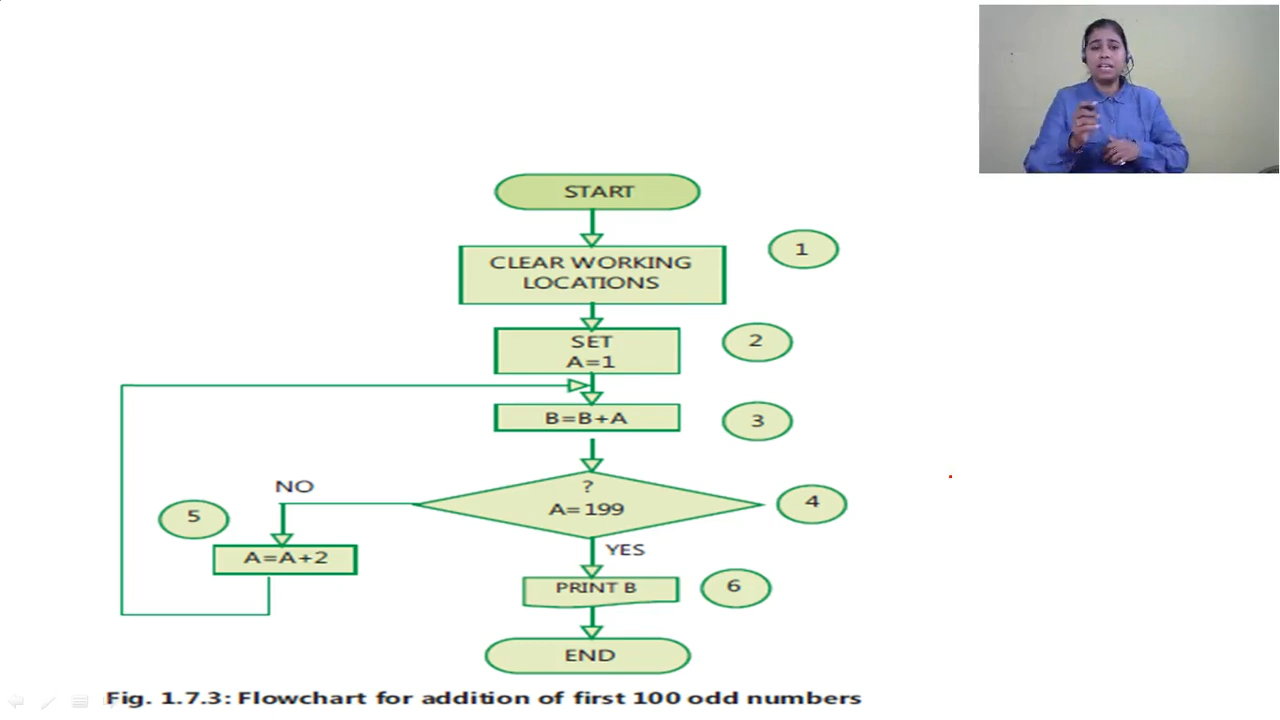 START
CLEAR WORKING
LOCATIONS
1
SET
A=1
2
B=B+A
3
?
A=199
4
NO
5
A=A+2
YES
PRINT B
6
END
Fig. 1.7.3: Flowchart for addition of first 100 odd numbers